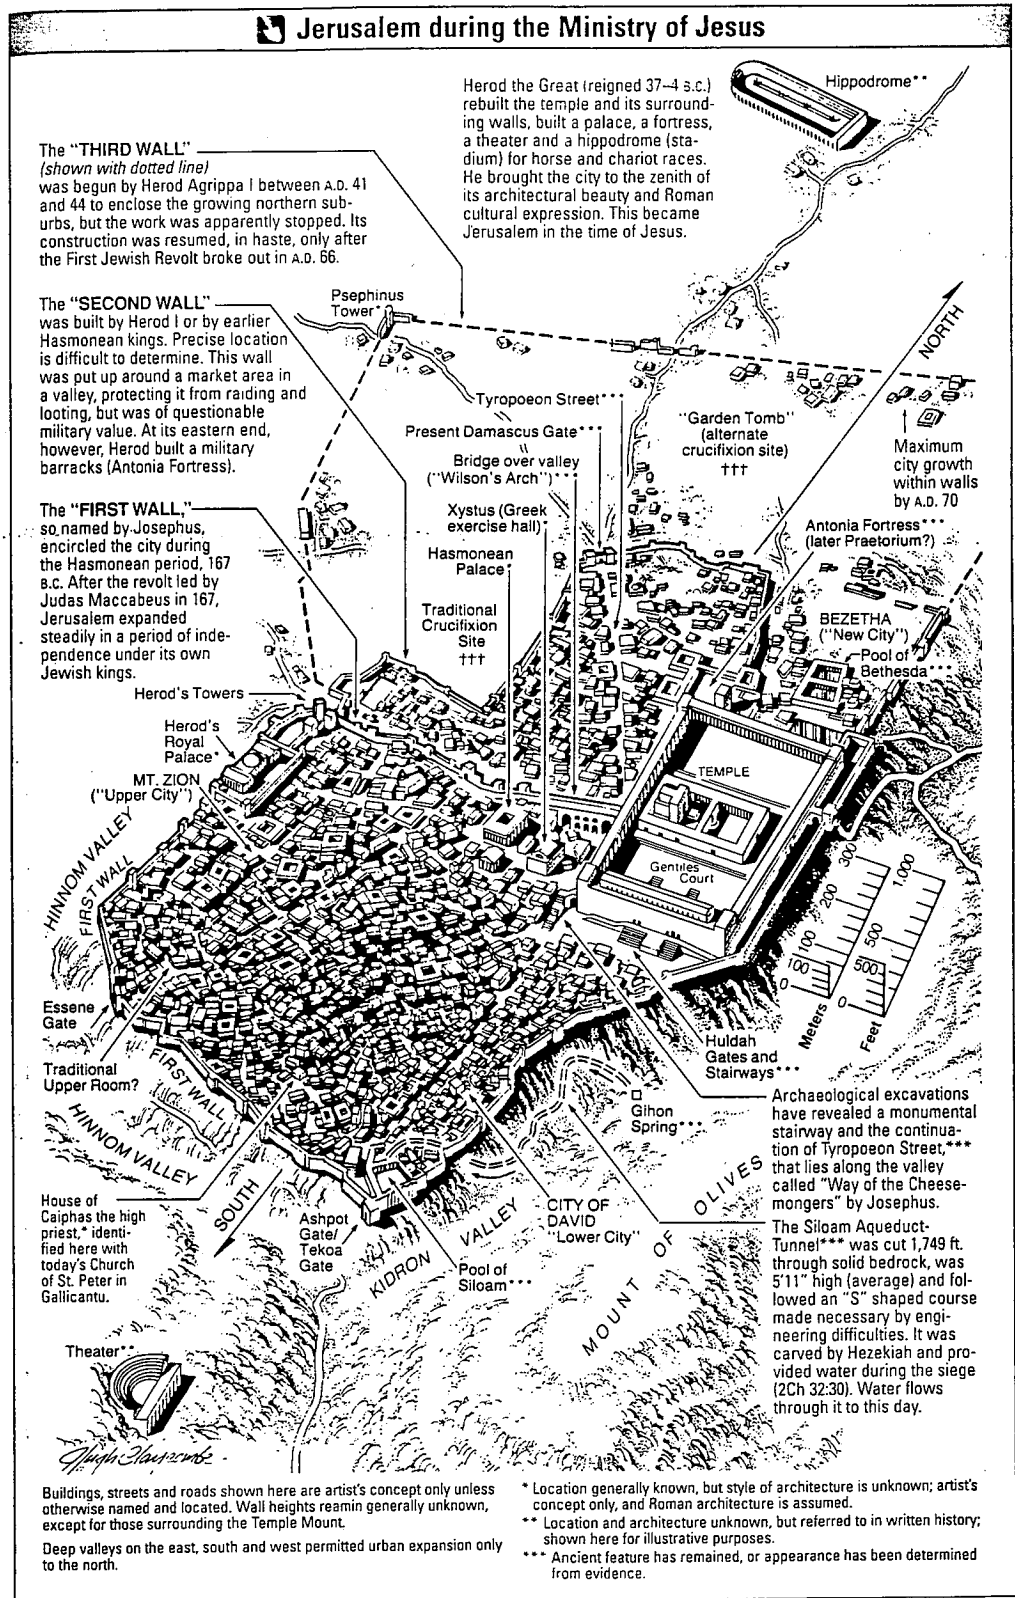 Jerusalem during the Ministry of Jesus
Herod the Great (reigned 37–4 B.C.)
rebuilt the temple and its surround-
ing walls, built a palace, a fortress,
a theater and a hippodrome (sta-
dium) for horse and chariot races.
He brought the city to the zenith of
its architectural beauty and Roman
cultural expression. This became
Jerusalem in the time of Jesus.
Hippodrome**
The "THIRD WALL"
(shown with dotted line)
was begun by Herod Agrippa I between A.D. 41
and 44 to enclose the growing northern sub-
urbs, but the work was apparently stopped. Its
construction was resumed, in haste, only after
the First Jewish Revolt broke out in A.D. 66.
The "SECOND WALL"
was built by Herod I or by earlier
Hasmonean kings. Precise location
is difficult to determine. This wall
was put up around a market area in
a valley, protecting it from raiding and
looting, but was of questionable
military value. At its eastern end,
however, Herod built a military
barracks (Antonia Fortress).
The "FIRST WALL,"
so named by Josephus,
encircled the city during
the Hasmonean period, 167
B.C. After the revolt led by
Judas Maccabeus in 167,
Jerusalem expanded
steadily in a period of inde-
pendence under its own
Jewish kings.
Psephinus
Tower*
NORTH
Tyropoeon Street***
Present Damascus Gate***
Bridge over valley
("Wilson's Arch")***
Xystus (Greek
exercise hall)*
Hasmonean
Palace*
Traditional
Crucifixion
Site
†††
"Garden Tomb"
(alternate
crucifixion site)
†††
Maximum
city growth
within walls
by A.D. 70
Antonia Fortress***
(later Praetorium?)
BEZETHA
("New City")
Pool of
Bethesda***
Herod's Towers
Herod's
Royal
Palace*
MT. ZION
("Upper City")
HINNOM VALLEY
FIRST WALL
TEMPLE
Gentiles
Court
300
200
100
100
0
Meters
1,000
500
500
0
Feet
Essene
Gate
Traditional
Upper Room?
FIRST WALL
HINNOM VALLEY
Huldah
Gates and
Stairways***
Gihon
Spring***
Archaeological excavations
have revealed a monumental
stairway and the continua-
tion of Tyropoeon Street,***
that lies along the valley
called "Way of the Cheese-
mongers" by Josephus.
The Siloam Aqueduct-
Tunnel*** was cut 1,749 ft.
through solid bedrock, was
5'11" high (average) and fol-
lowed an "S" shaped course
made necessary by engi-
neering difficulties. It was
carved by Hezekiah and pro-
vided water during the siege
(2Ch 32:30). Water flows
through it to this day.
House of
Caiphas the high
priest,* identi-
fied here with
today's Church
of St. Peter in
Gallicantu.
SOUTH
Ashpot
Gate/
Tekoa
Gate
KIDRON VALLEY
Pool of
Siloam***
CITY OF
DAVID
"Lower City"
MOUNT OF OLIVES
Theater**
Buildings, streets and roads shown here are artist's concept only unless
otherwise named and located. Wall heights reamin generally unknown,
except for those surrounding the Temple Mount.
Deep valleys on the east, south and west permitted urban expansion only
to the north.
* Location generally known, but style of architecture is unknown; artist's
concept only, and Roman architecture is assumed.
** Location and architecture unknown, but referred to in written history;
shown here for illustrative purposes.
*** Ancient feature has remained, or appearance has been determined
from evidence.